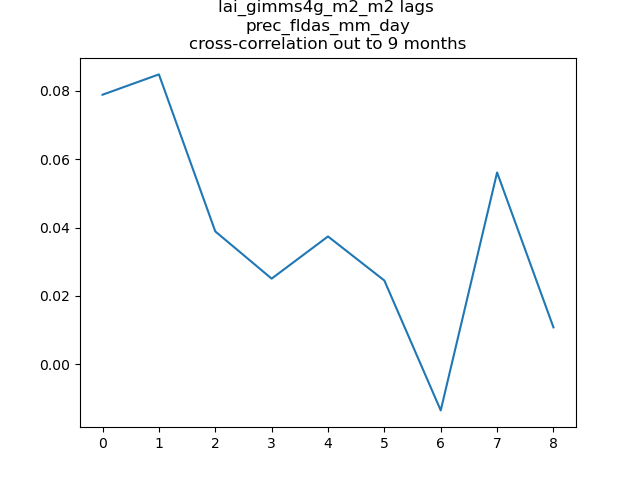 lai_gimms4g_m2_m2 lags
prec_fldas_mm_day
cross-correlation out to 9 months
0.08
0.06
0.04
0.02
0.00
0 1 2 3 4 5 6 7 8